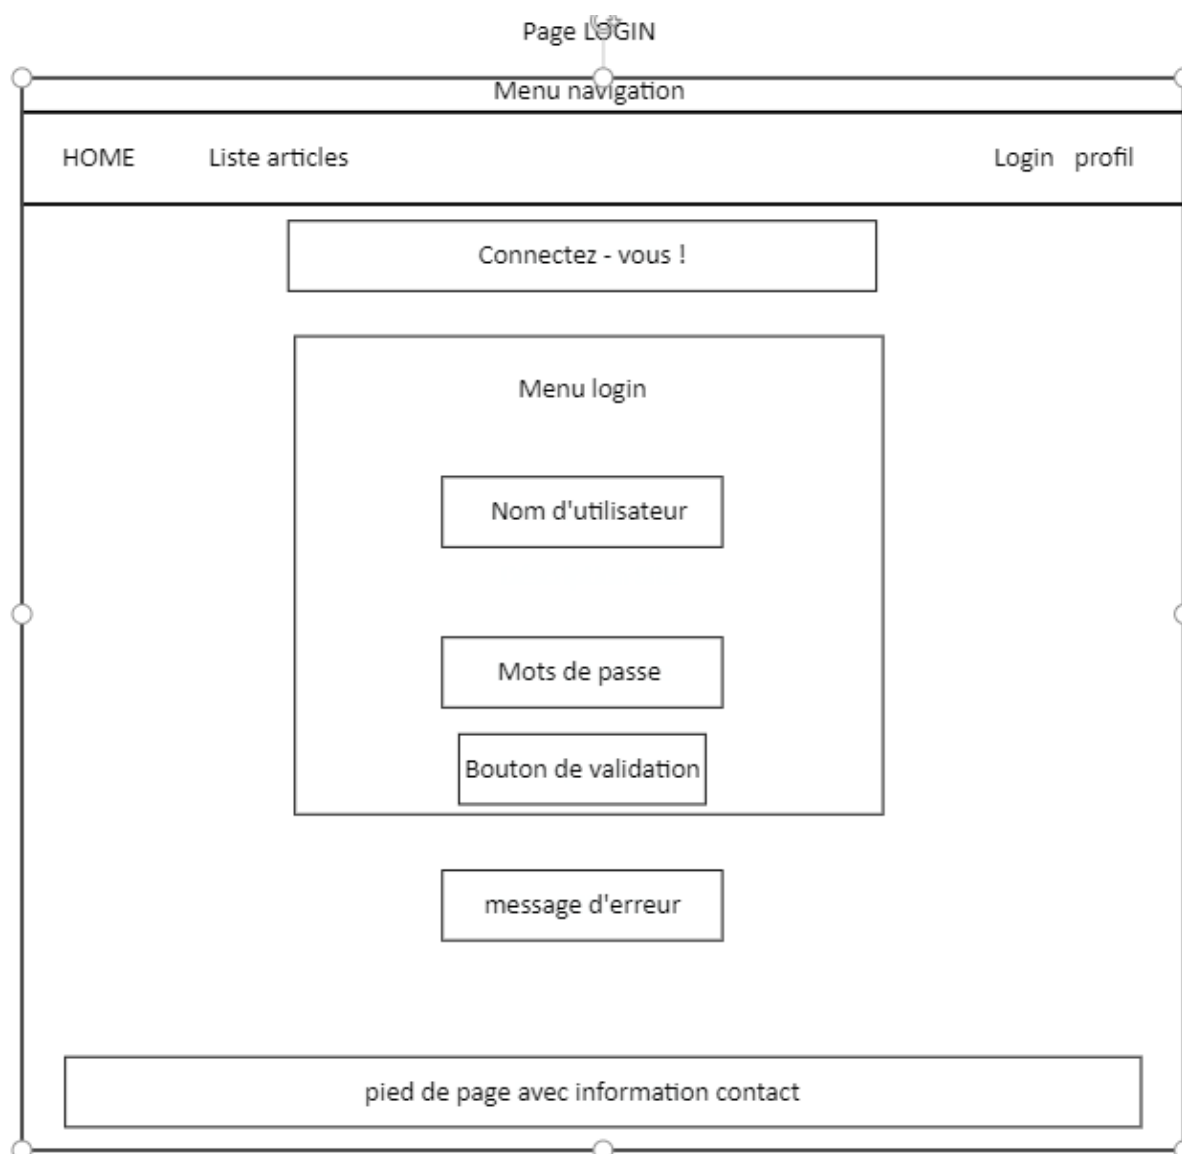 Page LOGIN
Menu navigation
HOME Liste articles Login profil
Connectez - vous !
Menu login
Nom d'utilisateur
Mots de passe
Bouton de validation
message d'erreur
pied de page avec information contact